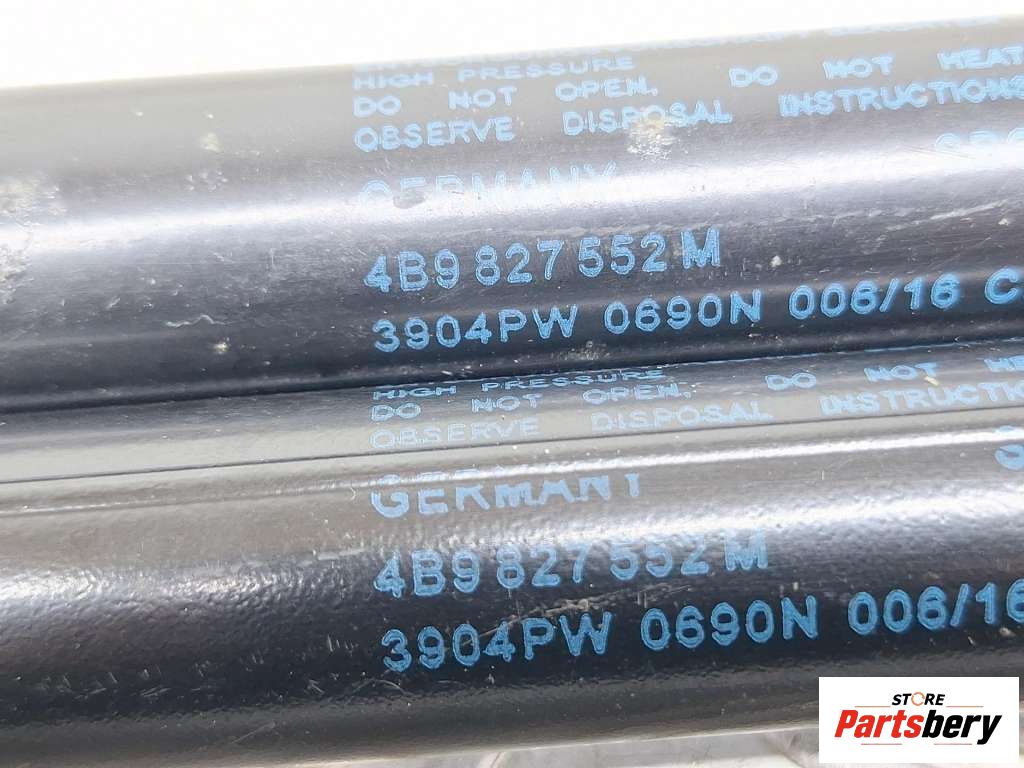 HIGH PRESSURE
DO NOT OPEN. DO NOT HEAT
OBSERVE DISPOSAL INSTRUCTIONS
GERMANY
4B9 827 552 M
3904PW 0690N 006/16 C
HIGH PRESSURE
DO NOT OPEN. DO NOT HE
OBSERVE DISPOSAL INSTRUCTIO
GERMANY
4B9 827 552 M
3904PW 0690N 006/16
STORE
Partsbery